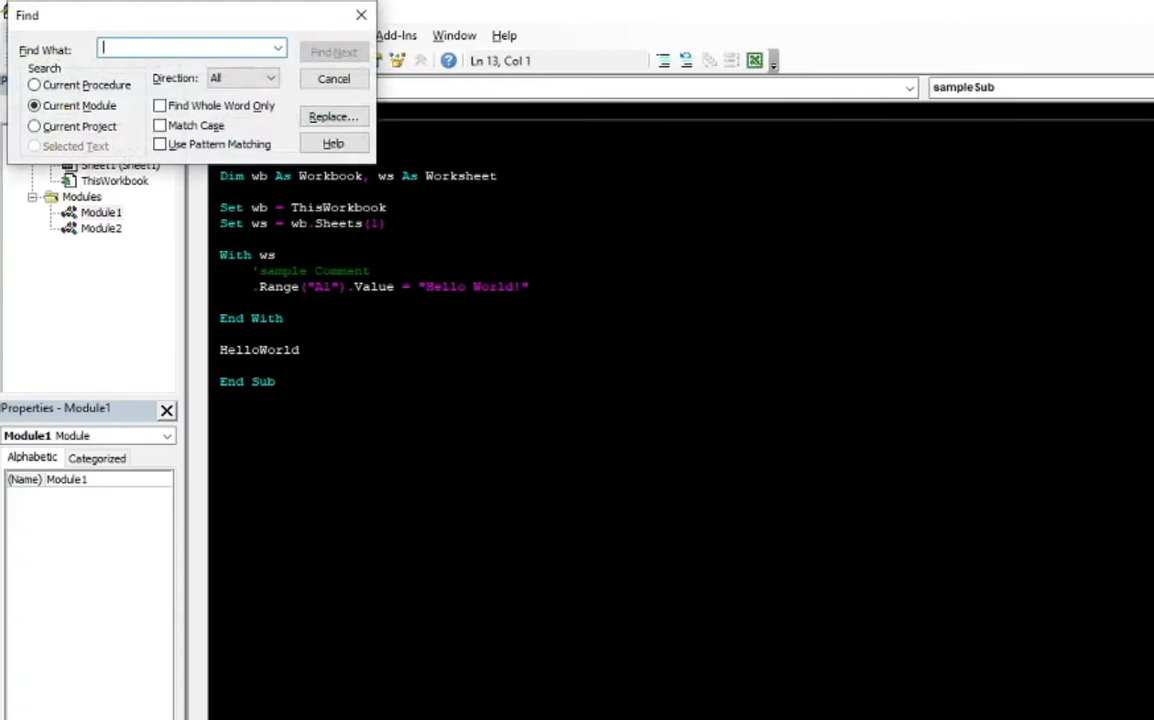 Find
Find What:
Find Next
Search
Current Procedure
Current Module
Current Project
Selected Text
Direction: All
Find Whole Word Only
Match Case
Use Pattern Matching
Cancel
Replace...
Help
Add-Ins Window Help
Ln 13, Col 1
sampleSub
Sheet1 (Sheet1)
ThisWorkbook
Modules
Module1
Module2
Dim wb As Workbook, ws As Worksheet
Set wb = ThisWorkbook
Set ws = wb.Sheets(1)
With ws
'sample Comment
.Range("A1").Value = "Hello World!"
End With
HelloWorld
End Sub
Properties - Module1
Module1 Module
Alphabetic Categorized
(Name) Module1